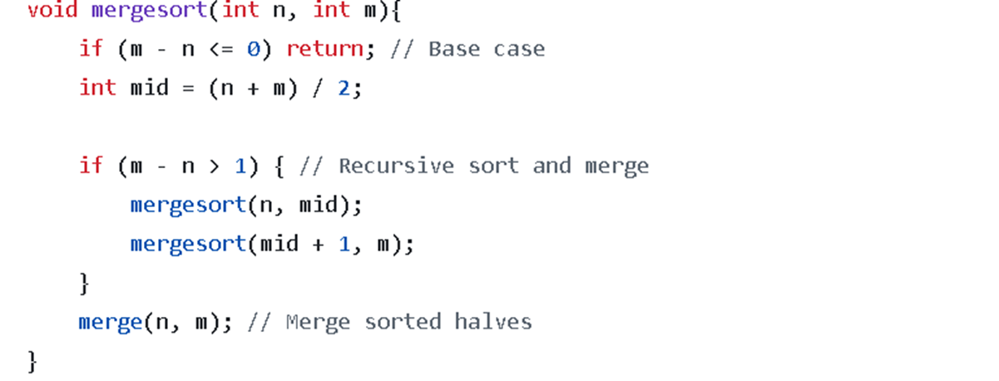 void mergesort(int n, int m){
    if (m - n <= 0) return; // Base case
    int mid = (n + m) / 2;
    if (m - n > 1) { // Recursive sort and merge
        mergesort(n, mid);
        mergesort(mid + 1, m);
    }
    merge(n, m); // Merge sorted halves
}